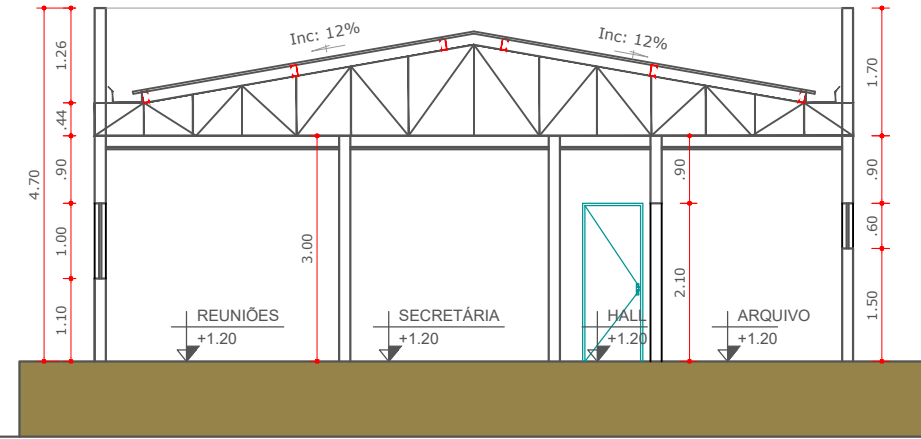 Inc: 12%
Inc: 12%
1.26
.44
4.70
.90
1.00
1.10
3.00
.90
2.10
1.70
.90
.60
1.50
REUNIÕES
+1.20
SECRETÁRIA
+1.20
HALL
+1.20
ARQUIVO
+1.20